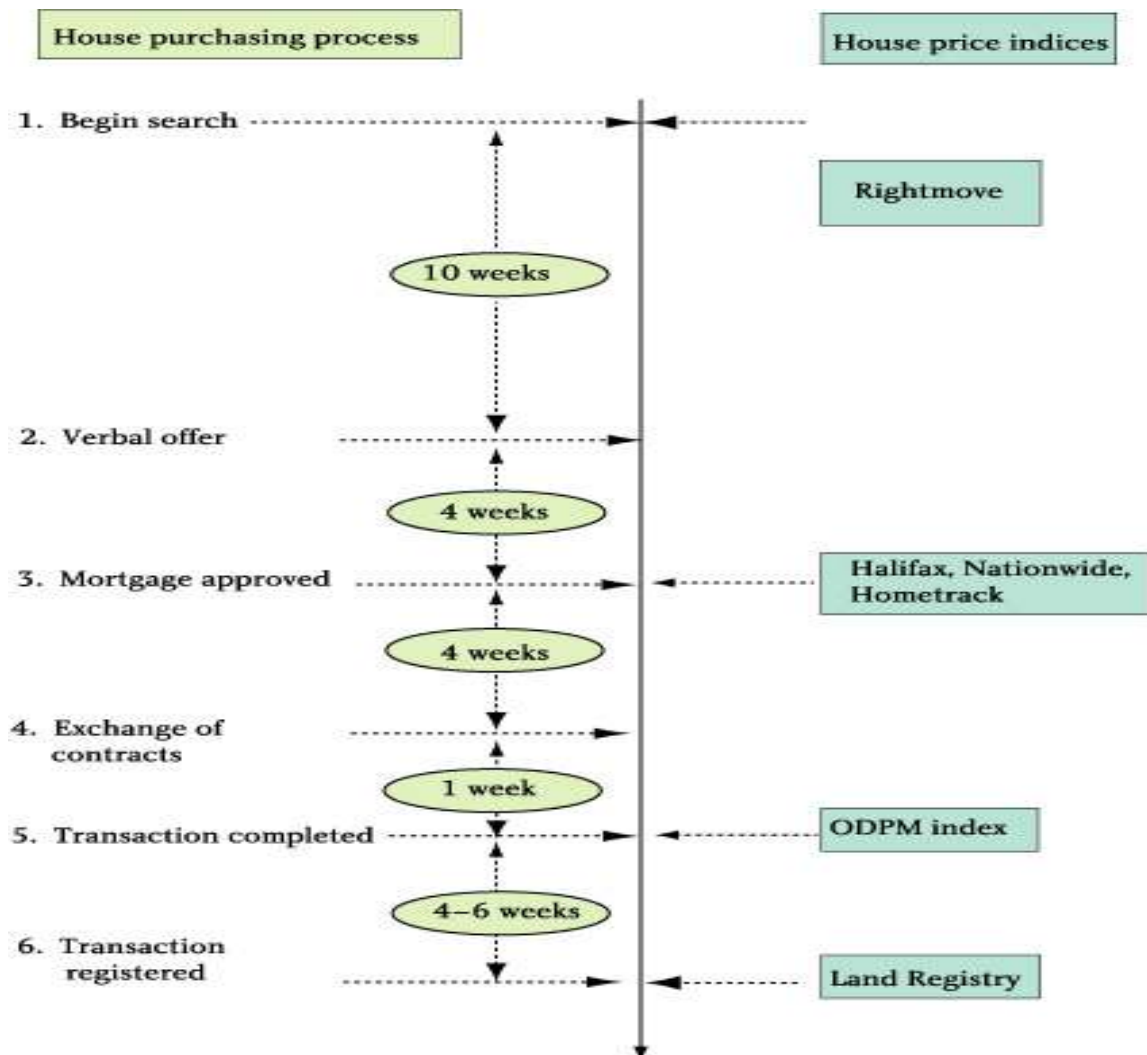 House purchasing process
House price indices
1. Begin search
Rightmove
10 weeks
2. Verbal offer
4 weeks
3. Mortgage approved
Halifax, Nationwide,
Hometrack
4 weeks
4. Exchange of
contracts
1 week
5. Transaction completed
ODPM index
4–6 weeks
6. Transaction
registered
Land Registry